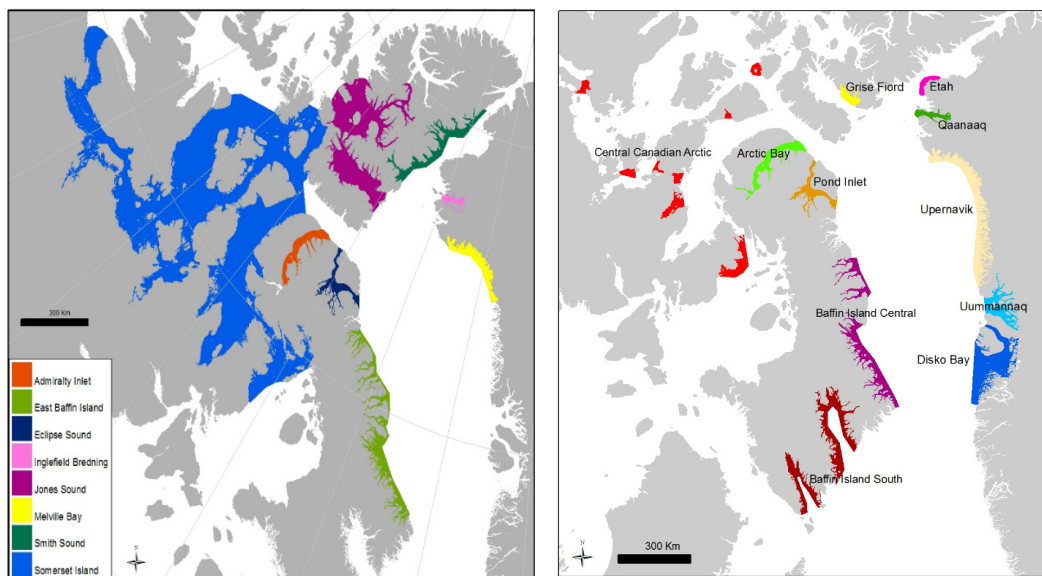 300 Km
Admiralty Inlet
East Baffin Island
Eclipse Sound
Inglefield Bredning
Jones Sound
Melville Bay
Smith Sound
Somerset Island
N
Grise Fiord
Etah
Qaanaaq
Central Canadian Arctic
Arctic Bay
Pond Inlet
Upernavik
Uummannaq
Baffin Island Central
Disko Bay
Baffin Island South
N
300 Km